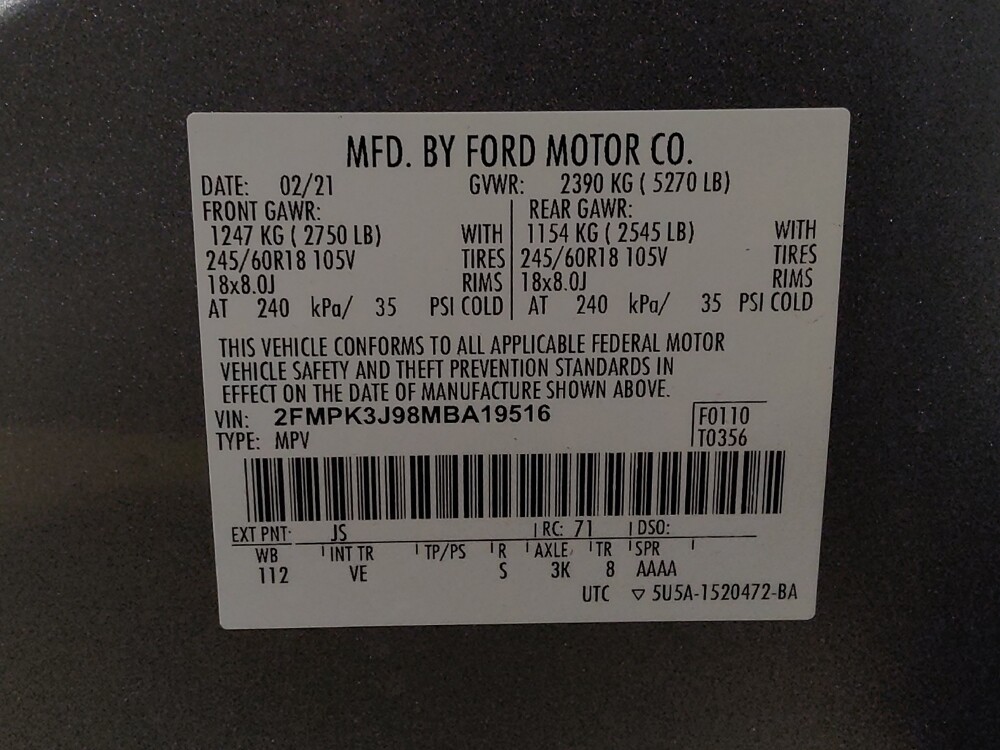 MFD. BY FORD MOTOR CO.
DATE: 02/21 GVWR: 2390 KG ( 5270 LB)
FRONT GAWR: REAR GAWR:
1247 KG ( 2750 LB) WITH 1154 KG ( 2545 LB) WITH
245/60R18 105V TIRES 245/60R18 105V TIRES
18x8.0J RIMS 18x8.0J RIMS
AT 240 kPa/ 35 PSI COLD AT 240 kPa/ 35 PSI COLD
THIS VEHICLE CONFORMS TO ALL APPLICABLE FEDERAL MOTOR
VEHICLE SAFETY AND THEFT PREVENTION STANDARDS IN
EFFECT ON THE DATE OF MANUFACTURE SHOWN ABOVE.
VIN: 2FMPK3J98MBA19516 F0110
TYPE: MPV T0356
EXT PNT: JS RC: 71 DSO:
WB INT TR TP/PS R AXLE TR SPR
112 VE S 3K 8 AAAA
UTC ▽ 5U5A-1520472-BA